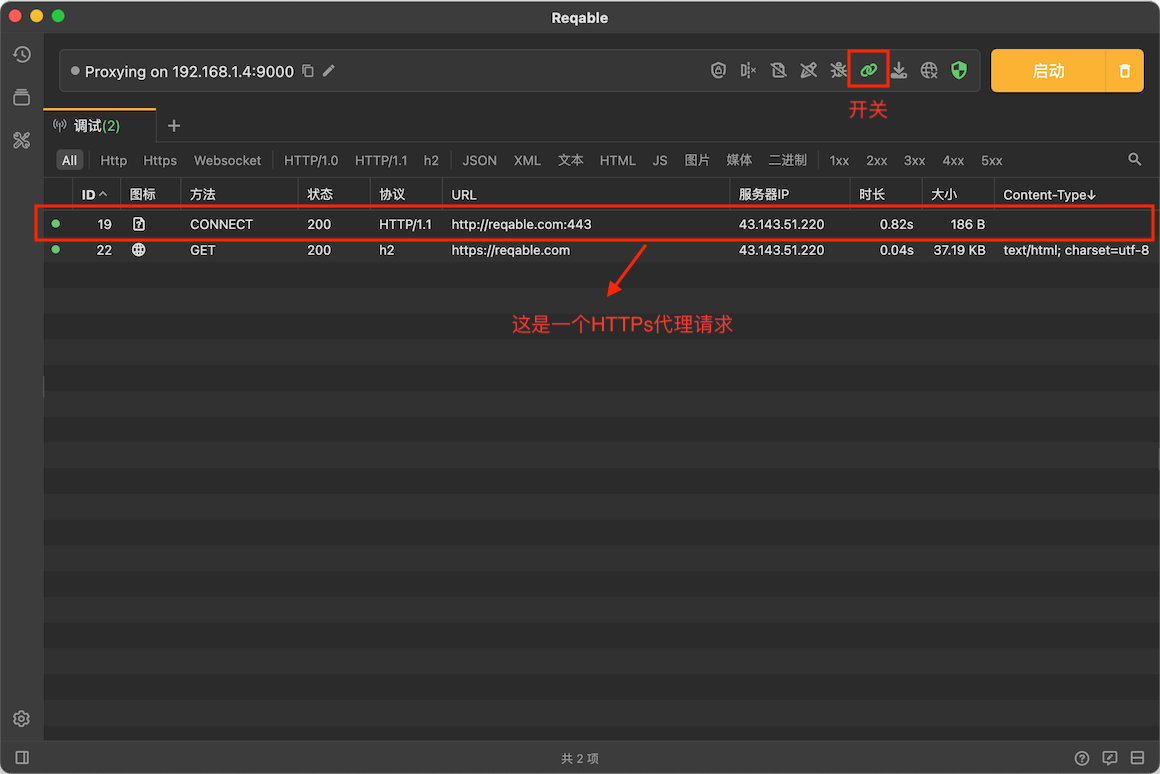 Reqable
Proxying on 192.168.1.4:9000
启动
开关
调试(2)
All Http Https Websocket HTTP/1.0 HTTP/1.1 h2 JSON XML 文本 HTML JS 图片 媒体 二进制 1xx 2xx 3xx 4xx 5xx
ID 图标 方法 状态 协议 URL 服务器IP 时长 大小 Content-Type↓
19 CONNECT 200 HTTP/1.1 http://reqable.com:443 43.143.51.220 0.82s 186 B
22 GET 200 h2 https://reqable.com 43.143.51.220 0.04s 37.19 KB text/html; charset=utf-8
这是一个HTTPs代理请求
共 2 项